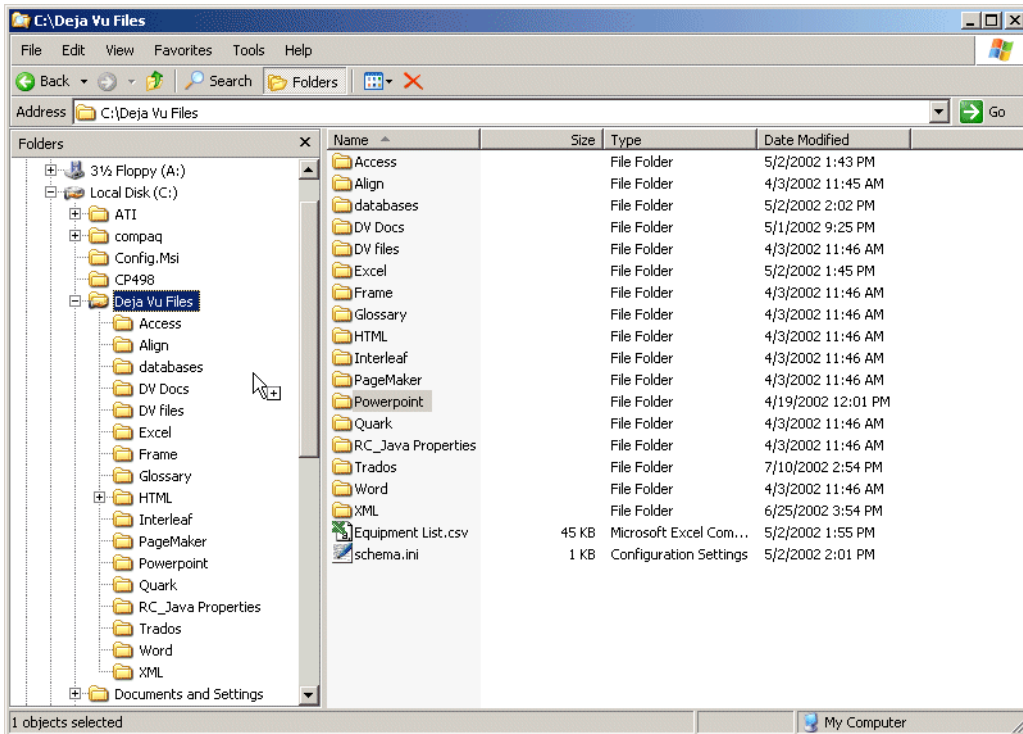 C:\Deja Vu Files
File Edit View Favorites Tools Help
Back Search Folders
Address C:\Deja Vu Files Go
Folders
3½ Floppy (A:)
Local Disk (C:)
ATI
compaq
Config.Msi
CP498
Deja Vu Files
Access
Align
databases
DV Docs
DV files
Excel
Frame
Glossary
HTML
Interleaf
PageMaker
Powerpoint
Quark
RC_Java Properties
Trados
Word
XML
Documents and Settings
Name Size Type Date Modified
Access File Folder 5/2/2002 1:43 PM
Align File Folder 4/3/2002 11:45 AM
databases File Folder 5/2/2002 2:02 PM
DV Docs File Folder 5/1/2002 9:25 PM
DV files File Folder 4/3/2002 11:46 AM
Excel File Folder 5/2/2002 1:45 PM
Frame File Folder 4/3/2002 11:46 AM
Glossary File Folder 4/3/2002 11:46 AM
HTML File Folder 4/3/2002 11:46 AM
Interleaf File Folder 4/3/2002 11:46 AM
PageMaker File Folder 4/3/2002 11:46 AM
Powerpoint File Folder 4/19/2002 12:01 PM
Quark File Folder 4/3/2002 11:46 AM
RC_Java Properties File Folder 4/3/2002 11:46 AM
Trados File Folder 7/10/2002 2:54 PM
Word File Folder 4/3/2002 11:46 AM
XML File Folder 6/25/2002 3:54 PM
Equipment List.csv 45 KB Microsoft Excel Com... 5/2/2002 1:55 PM
schema.ini 1 KB Configuration Settings 5/2/2002 2:01 PM
1 objects selected My Computer